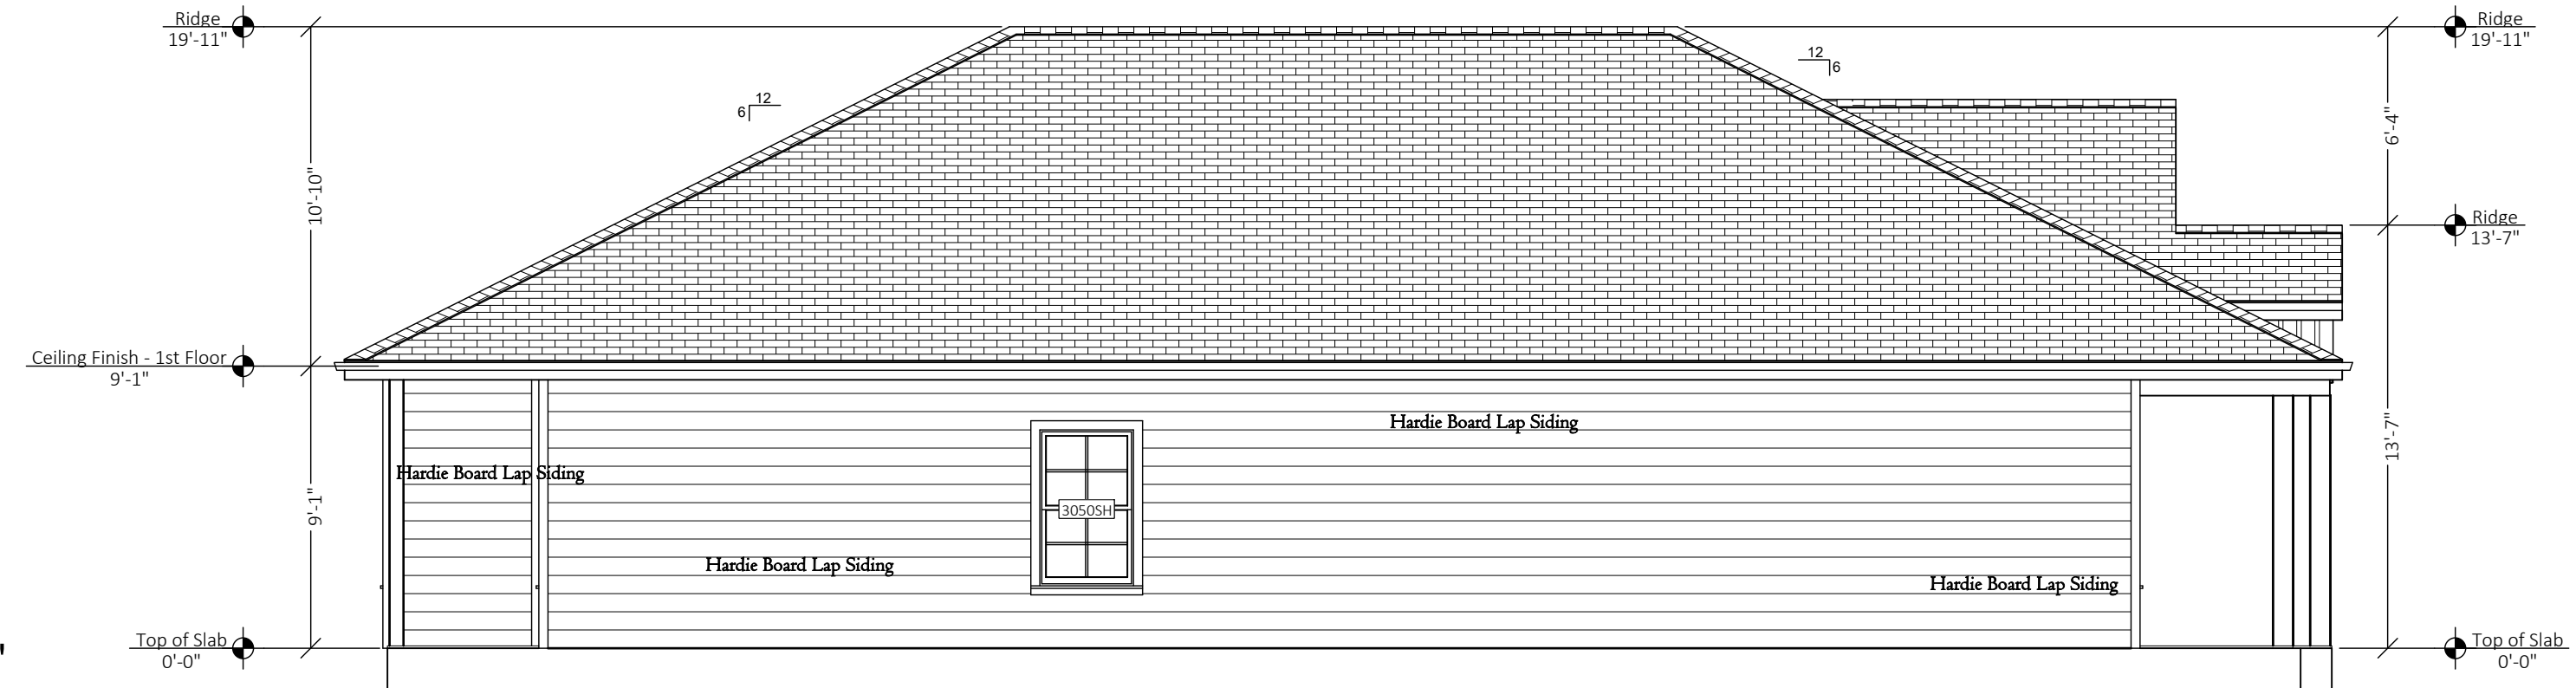 Ridge
19'-11"
Ridge
19'-11"
12
6
12
6
6'-4"
10'-10"
Ridge
13'-7"
Ceiling Finish - 1st Floor
9'-1"
Hardie Board Lap Siding
13'-7"
Hardie Board Lap Siding
9'-1"
3050SH
Hardie Board Lap Siding
Hardie Board Lap Siding
Top of Slab
0'-0"
Top of Slab
0'-0"